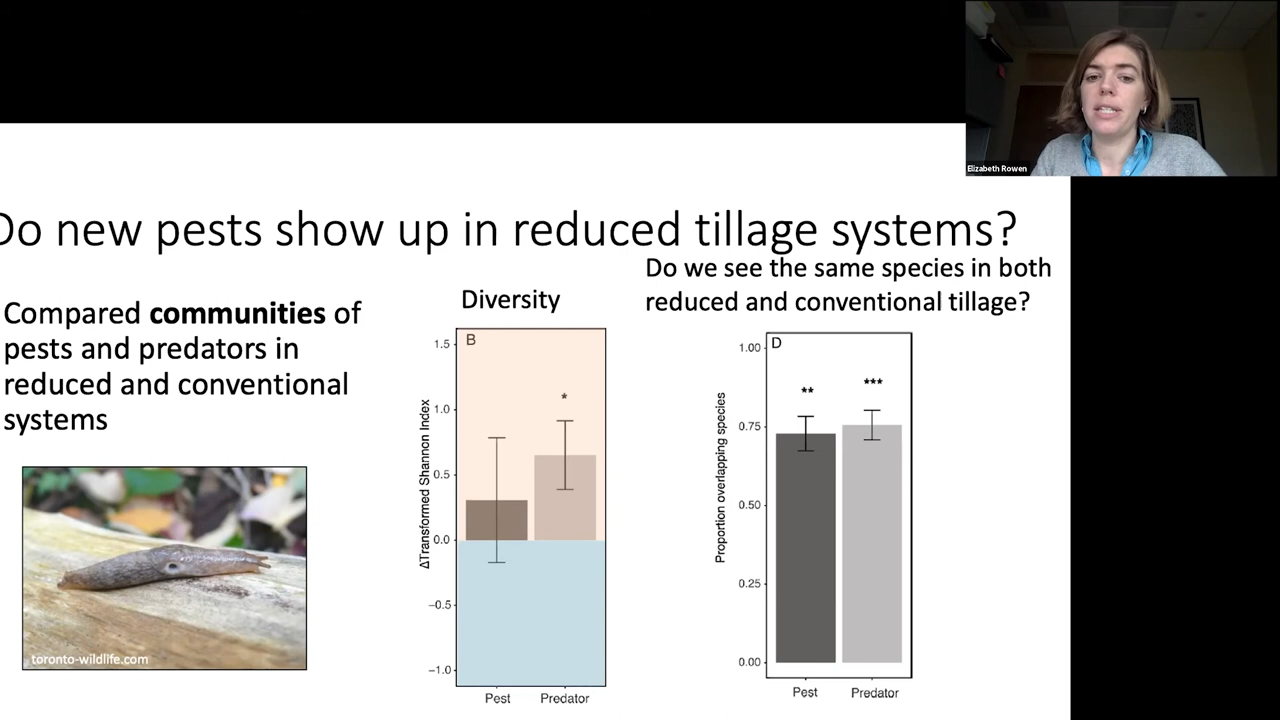 Elizabeth Rowen
Do new pests show up in reduced tillage systems?
Compared communities of
pests and predators in
reduced and conventional
systems
toronto-wildlife.com
Diversity
B
*
ΔTransformed Shannon Index
1.5
1.0
0.5
0.0
−0.5
−1.0
Pest
Predator
Do we see the same species in both
reduced and conventional tillage?
D
**
***
Proportion overlapping species
1.00
0.75
0.50
0.25
0.00
Pest
Predator